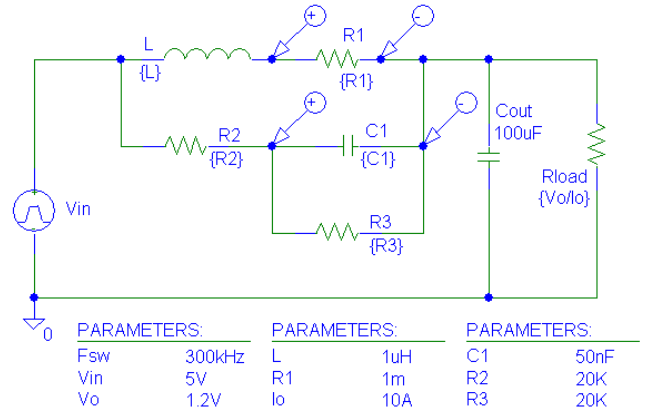 +
-
L
{L}
R1
{R1}
+
-
R2
{R2}
C1
{C1}
Cout
100uF
Rload
{Vo/Io}
Vin
R3
{R3}
0
PARAMETERS: PARAMETERS: PARAMETERS:
Fsw 300kHz L 1uH C1 50nF
Vin 5V R1 1m R2 20K
Vo 1.2V Io 10A R3 20K